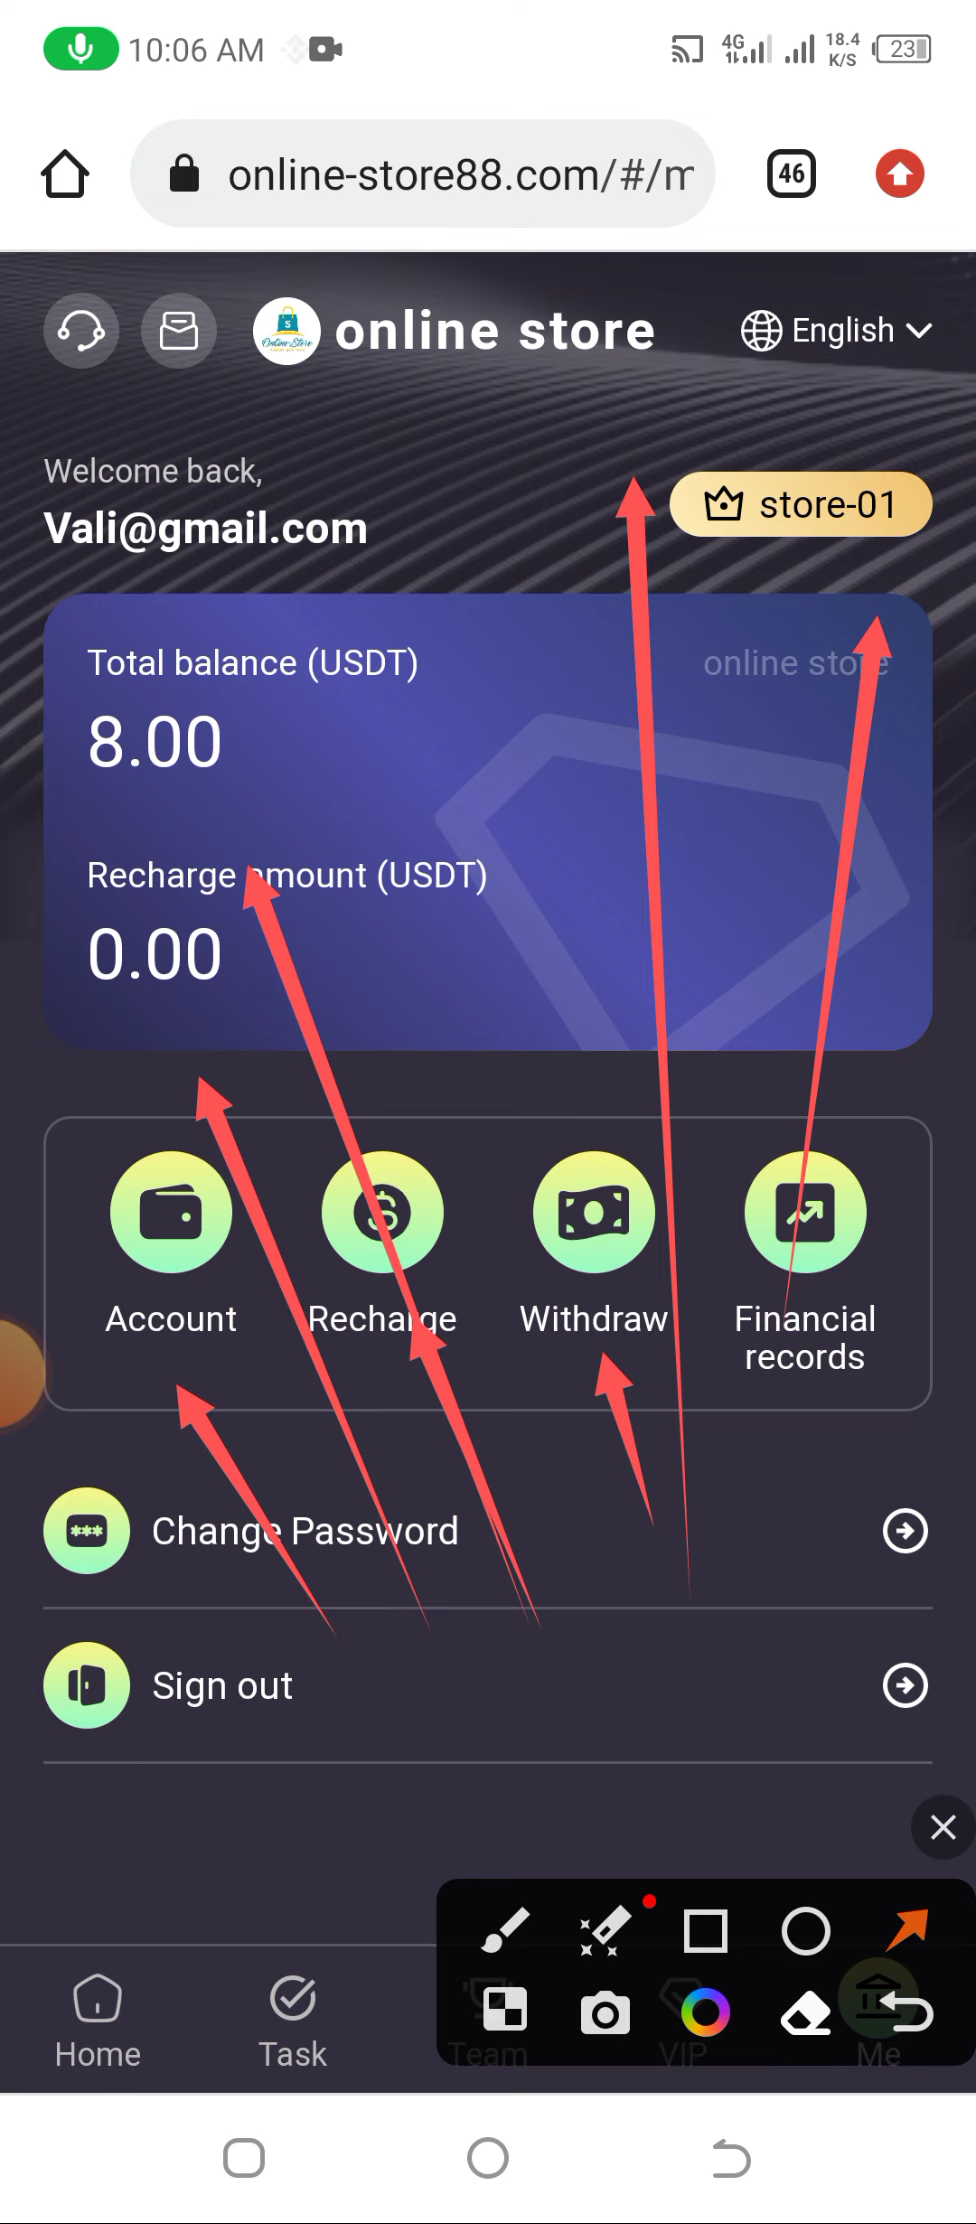 10:06 AM
4G
18.4
K/S
23
online-store88.com/#/m
46
online store
English
Welcome back,
Vali@gmail.com
store-01
Total balance (USDT)
online store
8.00
Recharge amount (USDT)
0.00
Account
Recharge
Withdraw
Financial
records
Change Password
Sign out
Home
Task
Team
VIP
Me